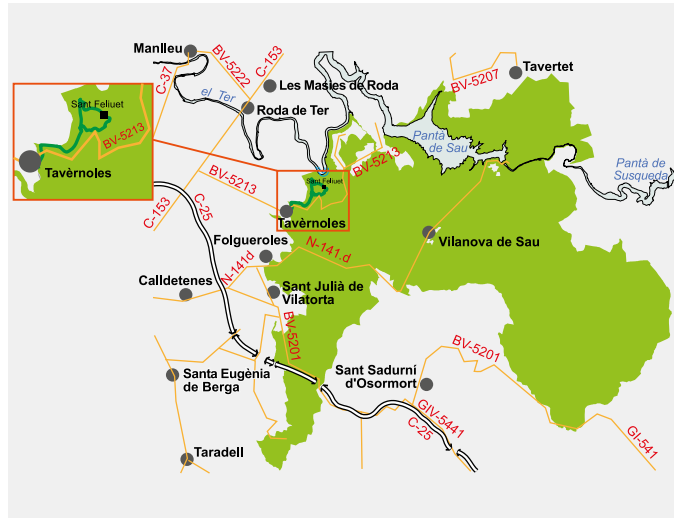 Manlleu
BV-5222
C-153
C-37
Les Masies de Roda
Tavertet
BV-5207
Sant Feliuet
BV-5213
Tavèrnoles
el Ter
Roda de Ter
Pantà
de Sau
Pantà de
Susqueda
BV-5213
BV-5213
Sant Feliuet
Tavèrnoles
C-153
C-25
Folgueroles
N-141.d
Vilanova de Sau
N-141d
Calldetenes
Sant Julià de
Vilatorta
BV-5201
BV-5201
Santa Eugènia
de Berga
Sant Sadurní
d'Osormort
GIV-5441
C-25
GI-541
Taradell